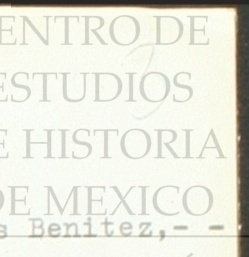 ENTRO DE
ESTUDIOS
E HISTORIA
DE MEXICO
s Benitez,- -